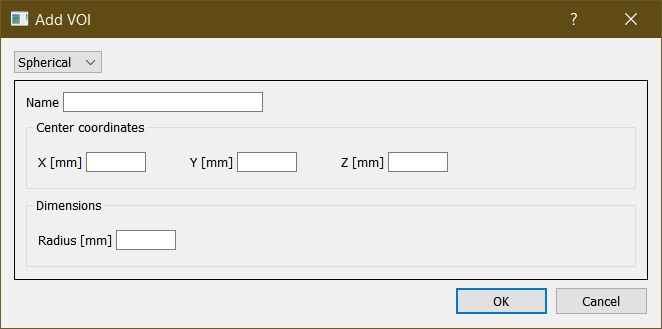 Add VOI ?
Spherical
Name
Center coordinates
X [mm] Y [mm] Z [mm]
Dimensions
Radius [mm]
OK Cancel